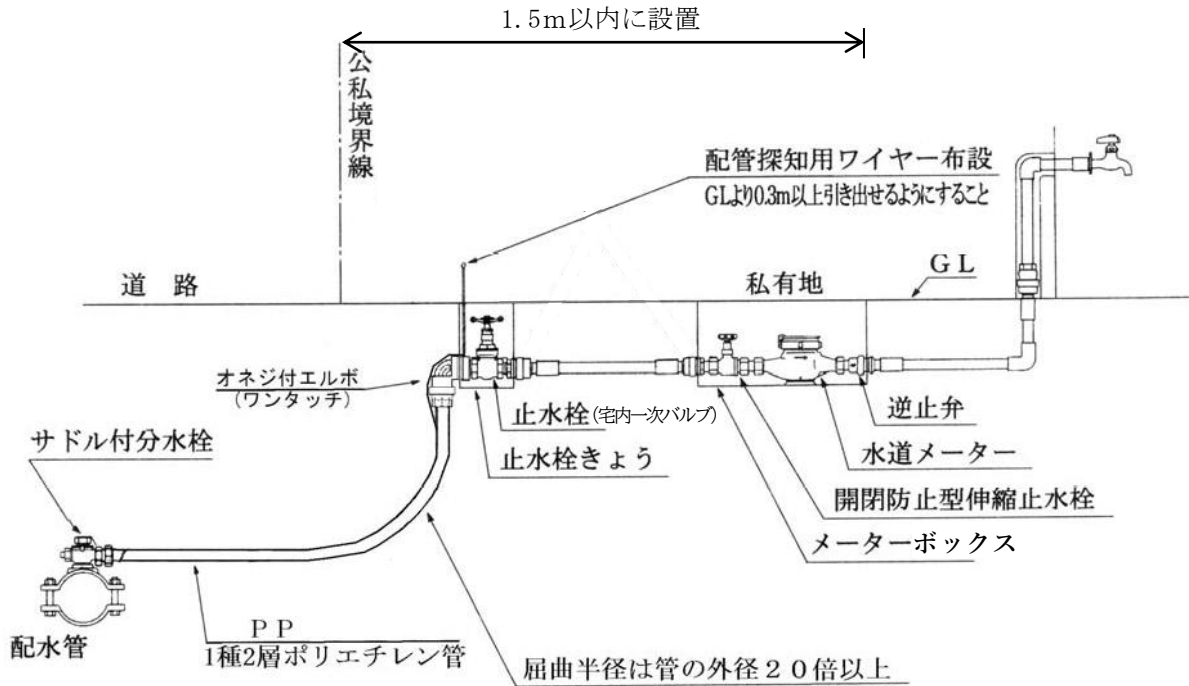 1.5m以内に設置
公私境界線
配管探知用ワイヤー布設
GLより0.3m以上引き出せるようにすること
道 路
私有地
GL
オネジ付エルボ
(ワンタッチ)
止水栓(宅内一次バルブ)
逆止弁
サドル付分水栓
止水栓きょう
水道メーター
開閉防止型伸縮止水栓
メーターボックス
配水管
PP
1種2層ポリエチレン管
屈曲半径は管の外径20倍以上